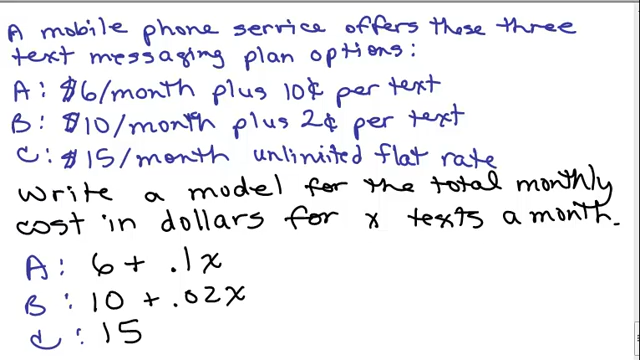 A mobile phone service offers these three
text messaging plan options:
A: $6/month plus 10¢ per text
B: $10/month plus 2¢ per text
C: $15/month unlimited flat rate
Write a model for the total monthly
cost in dollars for x texts a month.
A: 6 + .1x
B: 10 + .02x
C: 15